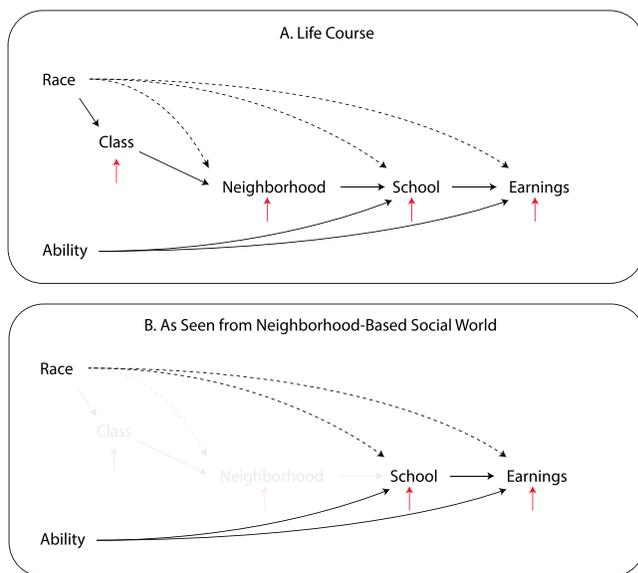 A. Life Course
Race
Class
Neighborhood School Earnings
Ability
B. As Seen from Neighborhood-Based Social World
Race
Class
Neighborhood School Earnings
Ability